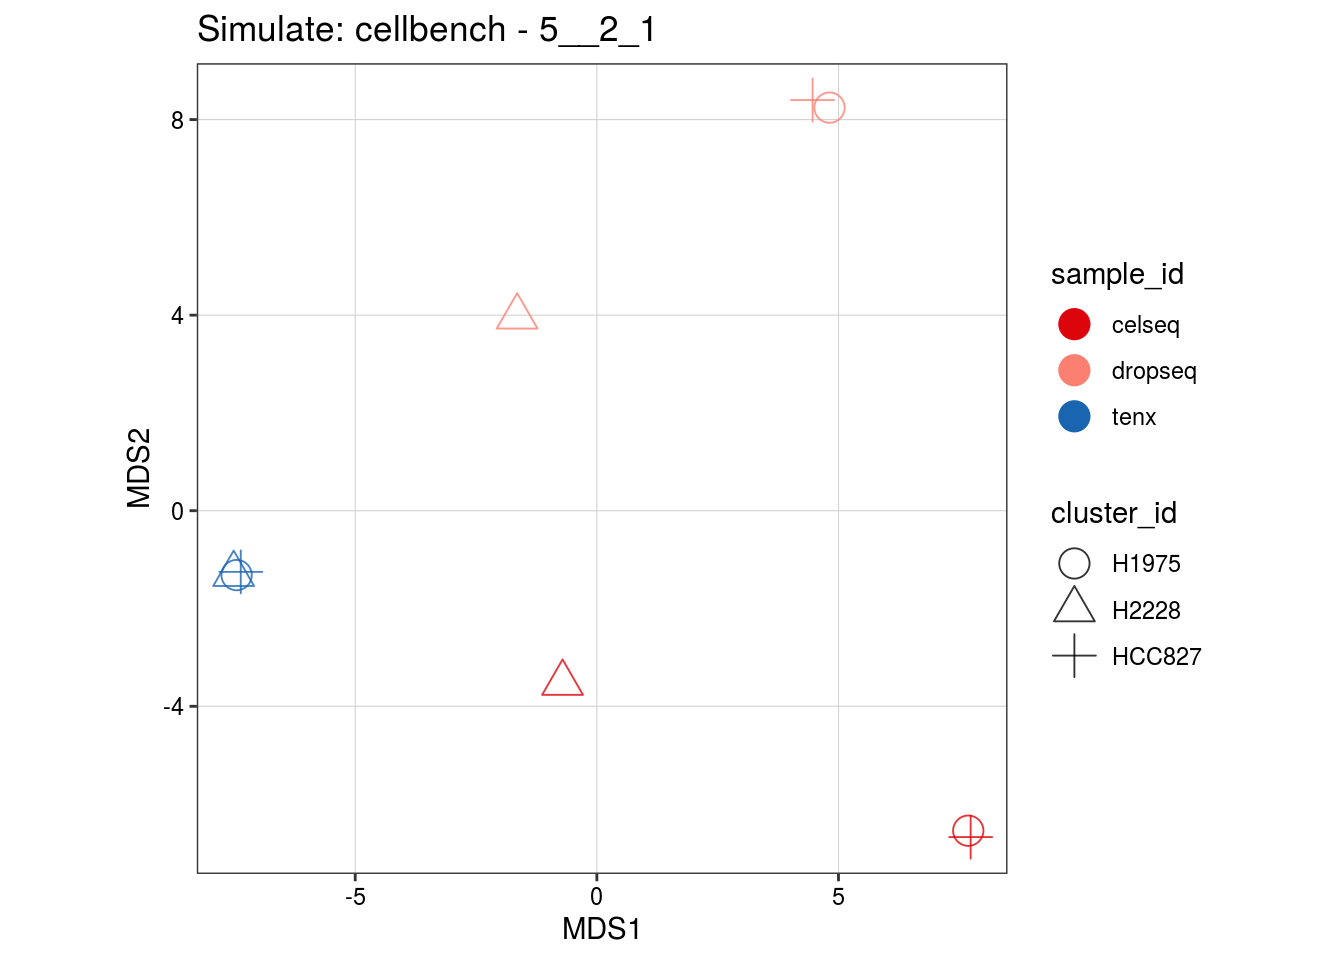 Simulate: cellbench - 5__2_1
8
4
0
-4
MDS2
-5
0
5
MDS1
sample_id
celseq
dropseq
tenx
cluster_id
H1975
H2228
HCC827